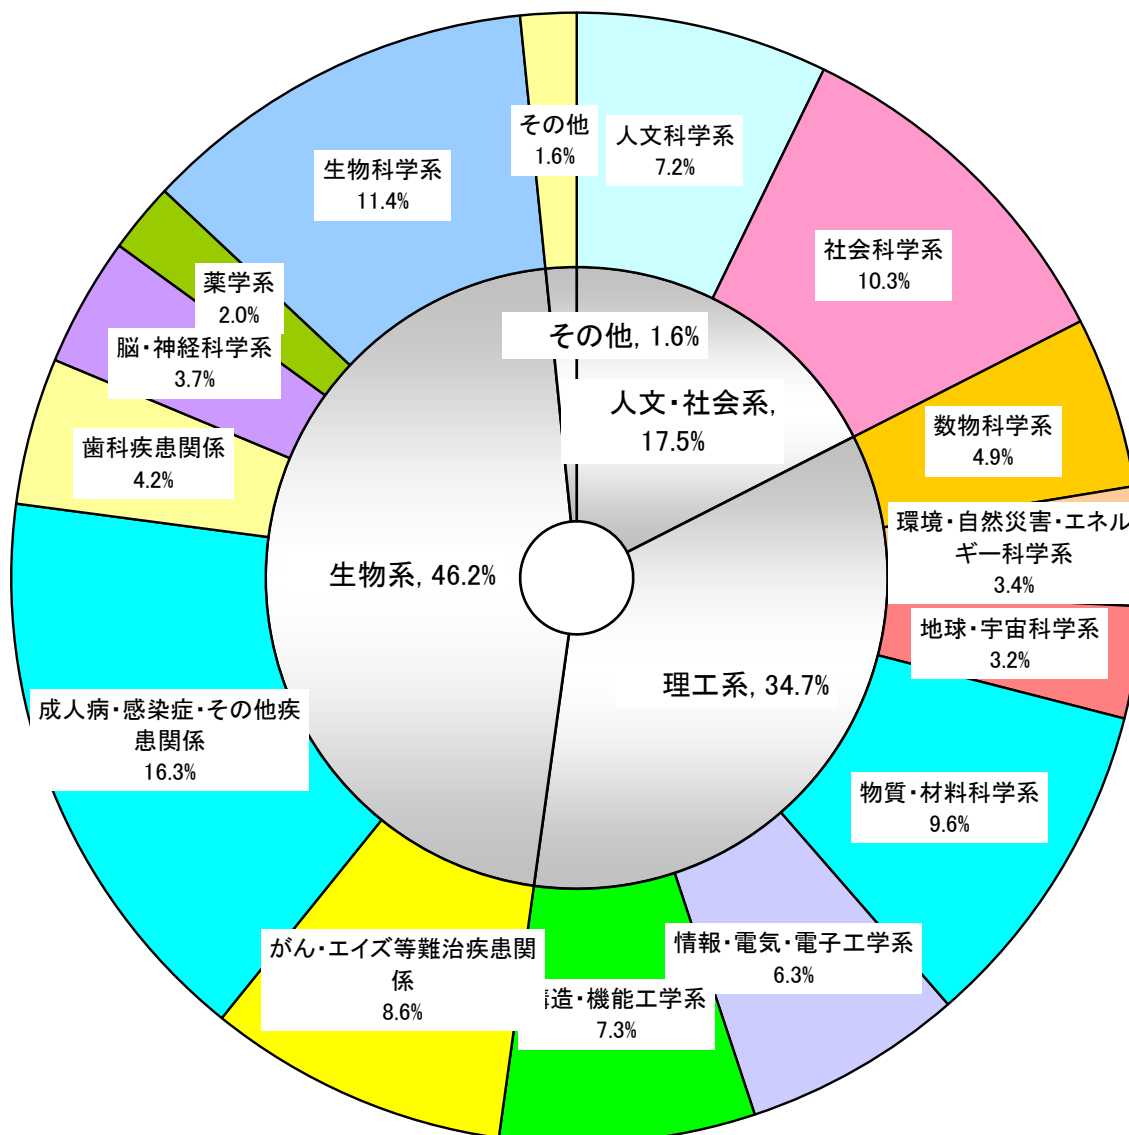 その他
1.6%
人文科学系
7.2%
社会科学系
10.3%
数物科学系
4.9%
環境・自然災害・エネル
ギー科学系
3.4%
地球・宇宙科学系
3.2%
物質・材料科学系
9.6%
情報・電気・電子工学系
6.3%
造・機能工学系
7.3%
がん・エイズ等難治疾患関
係
8.6%
成人病・感染症・その他疾
患関係
16.3%
歯科疾患関係
4.2%
脳・神経科学系
3.7%
薬学系
2.0%
生物科学系
11.4%
その他, 1.6%
人文・社会系,
17.5%
理工系, 34.7%
生物系, 46.2%